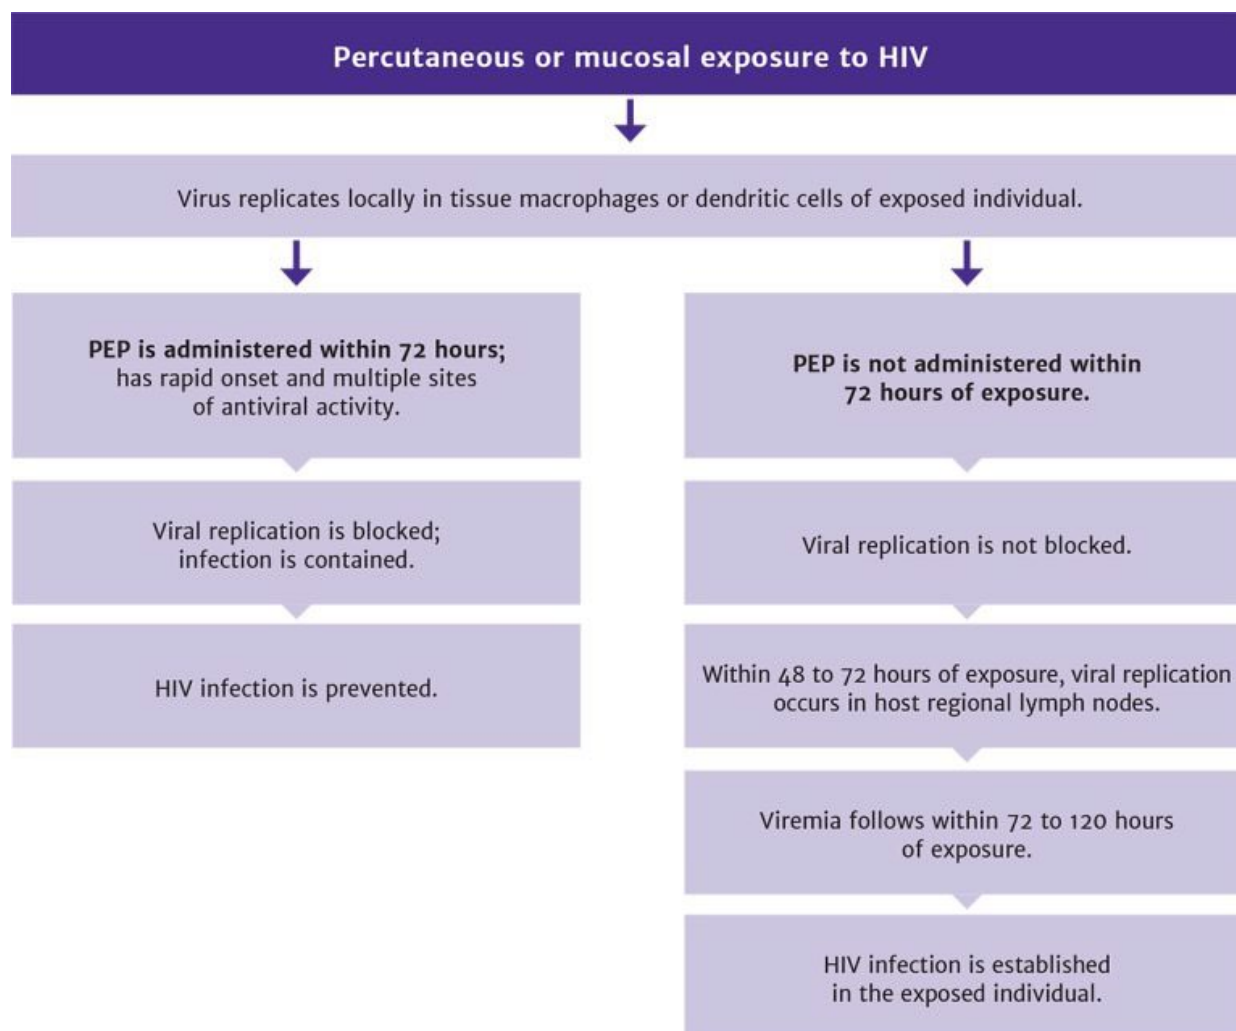 Percutaneous or mucosal exposure to HIV
Virus replicates locally in tissue macrophages or dendritic cells of exposed individual.
PEP is administered within 72 hours;
has rapid onset and multiple sites
of antiviral activity.
Viral replication is blocked;
infection is contained.
HIV infection is prevented.
PEP is not administered within
72 hours of exposure.
Viral replication is not blocked.
Within 48 to 72 hours of exposure, viral replication
occurs in host regional lymph nodes.
Viremia follows within 72 to 120 hours
of exposure.
HIV infection is established
in the exposed individual.